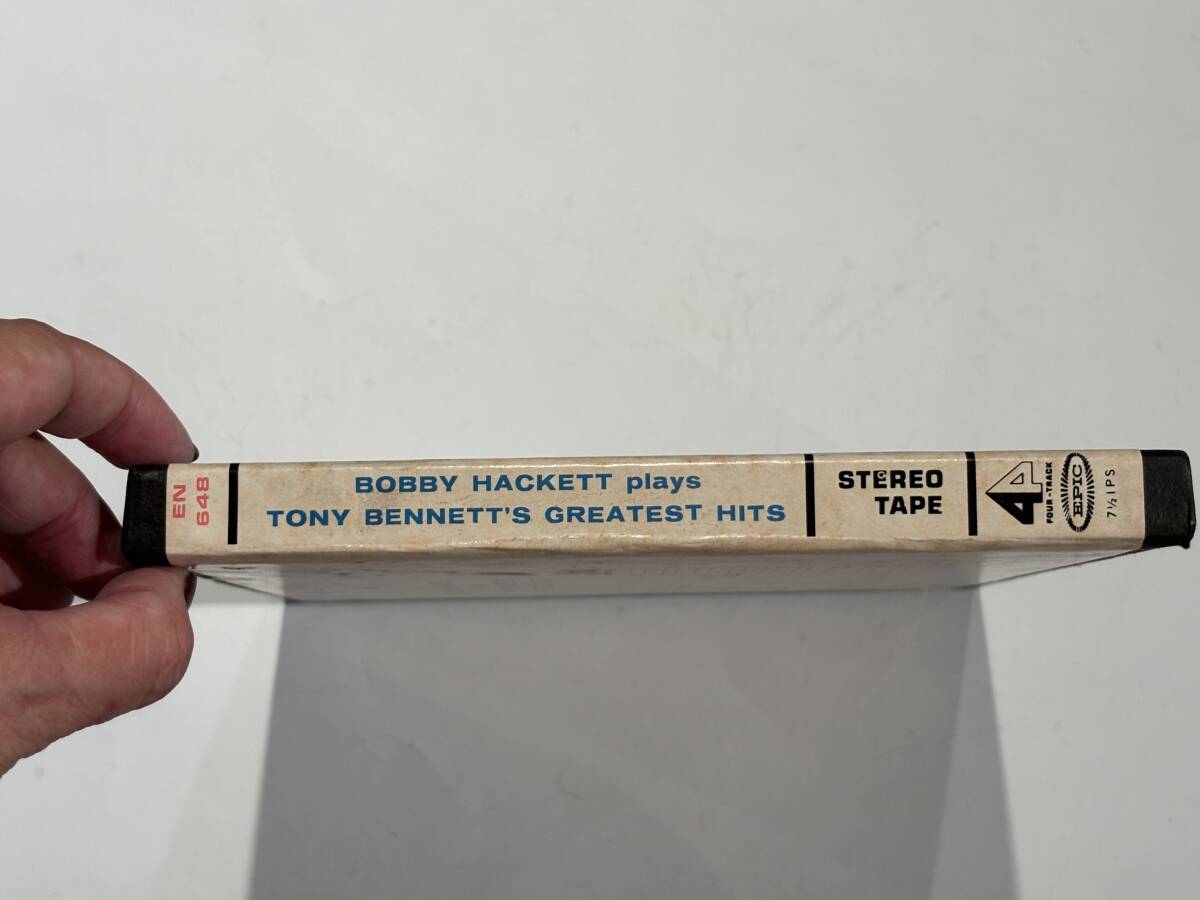 EN
648
BOBBY HACKETT plays
TONY BENNETT'S GREATEST HITS
STEREO
TAPE
4
FOUR-TRACK
EPIC
7½ IPS